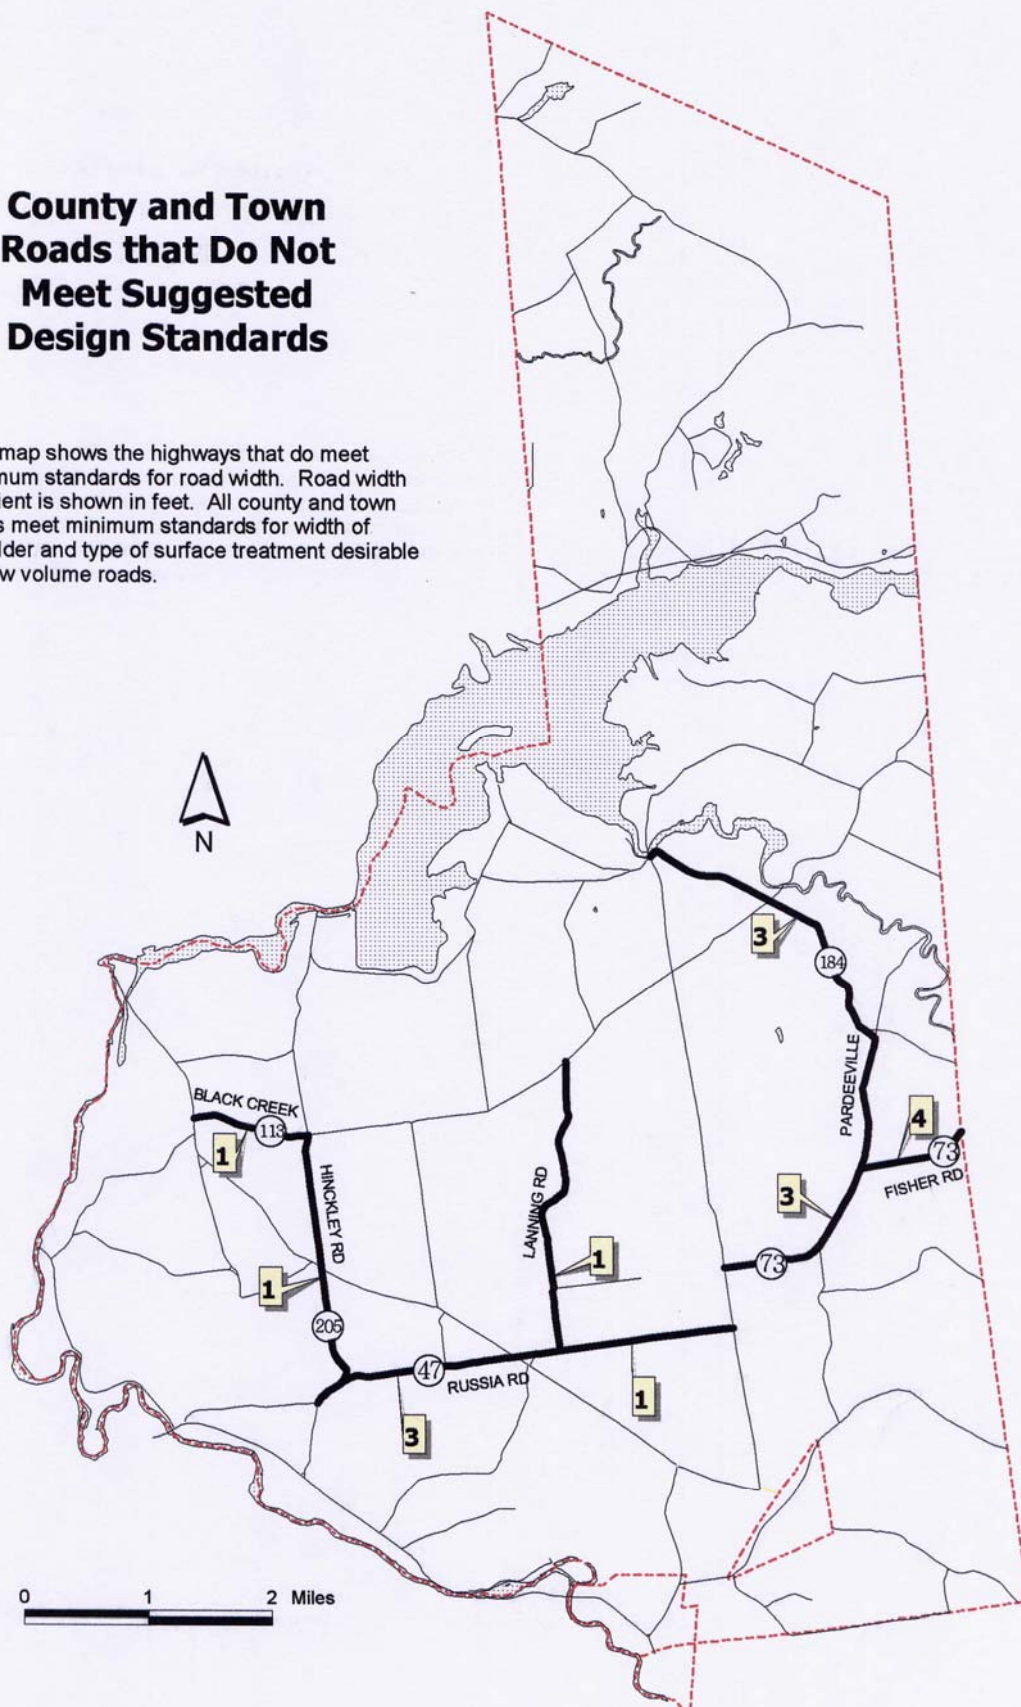 County and Town
Roads that Do Not
Meet Suggested
Design Standards
map shows the highways that do meet
mum standards for road width. Road width
ient is shown in feet. All county and town
s meet minimum standards for width of
lder and type of surface treatment desirable
w volume roads.
N
3
184
PARDEEVILLE
BLACK CREEK
113
1
4
73
FISHER RD
HINCKLEY RD
LANNING RD
3
1
1
73
205
47
RUSSIA RD
1
3
0 1 2 Miles